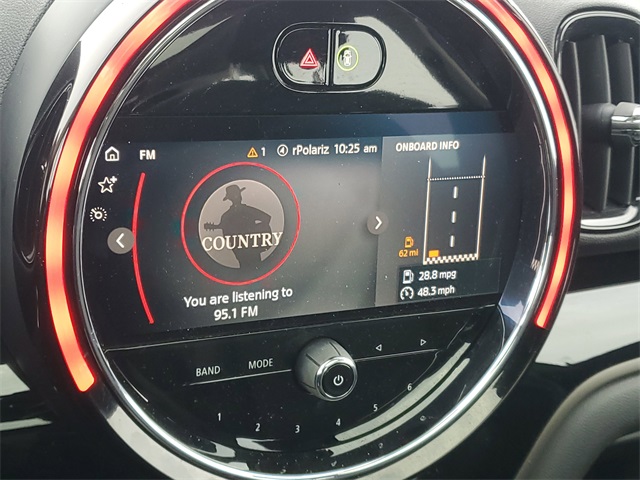 FM
1 4 rPolariz 10:25 am
ONBOARD INFO
COUNTRY
62 mi
28.8 mpg
48.3 mph
You are listening to
95.1 FM
BAND MODE
1 2 3 4 5 6